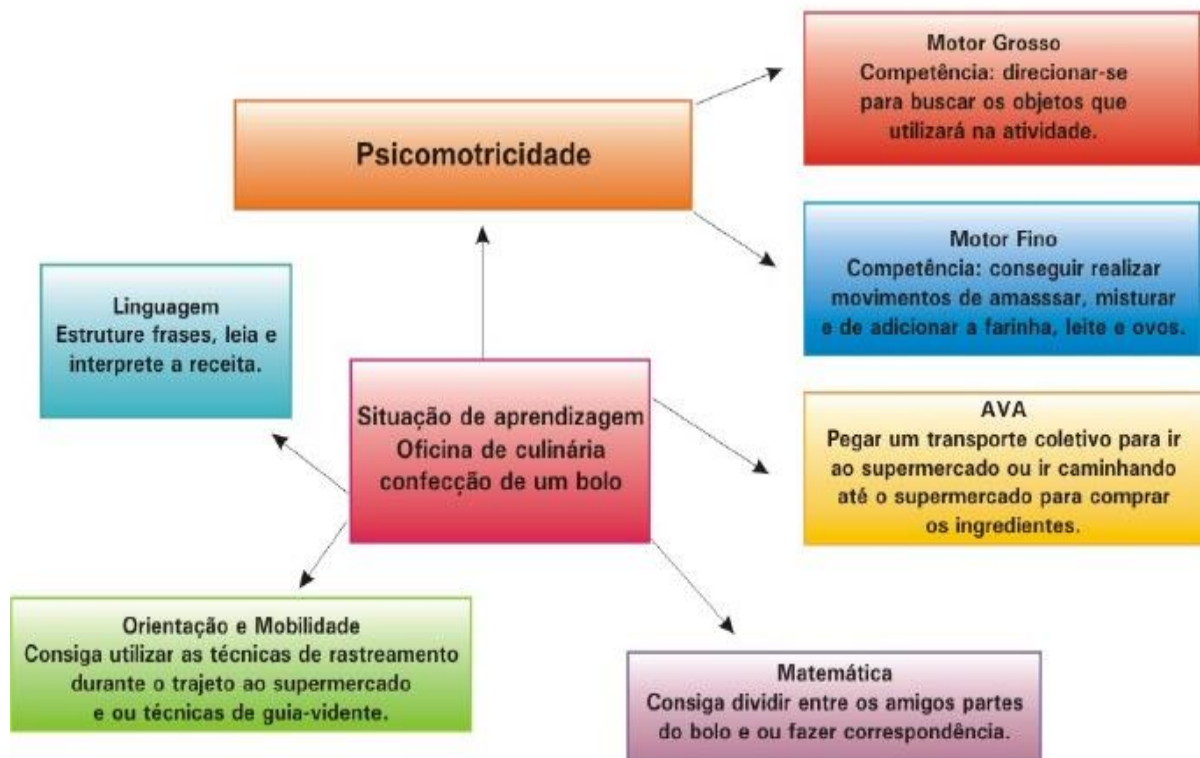 Motor Grosso
Competência: direcionar-se
para buscar os objetos que
utilizará na atividade.
Psicomotricidade
Motor Fino
Competência: conseguir realizar
movimentos de amasssar, misturar
e de adicionar a farinha, leite e ovos.
Linguagem
Estruture frases, leia e
interprete a receita.
Situação de aprendizagem
Oficina de culinária
confecção de um bolo
AVA
Pegar um transporte coletivo para ir
ao supermercado ou ir caminhando
até o supermercado para comprar
os ingredientes.
Orientação e Mobilidade
Consiga utilizar as técnicas de rastreamento
durante o trajeto ao supermercado
e ou técnicas de guia-vidente.
Matemática
Consiga dividir entre os amigos partes
do bolo e ou fazer correspondência.